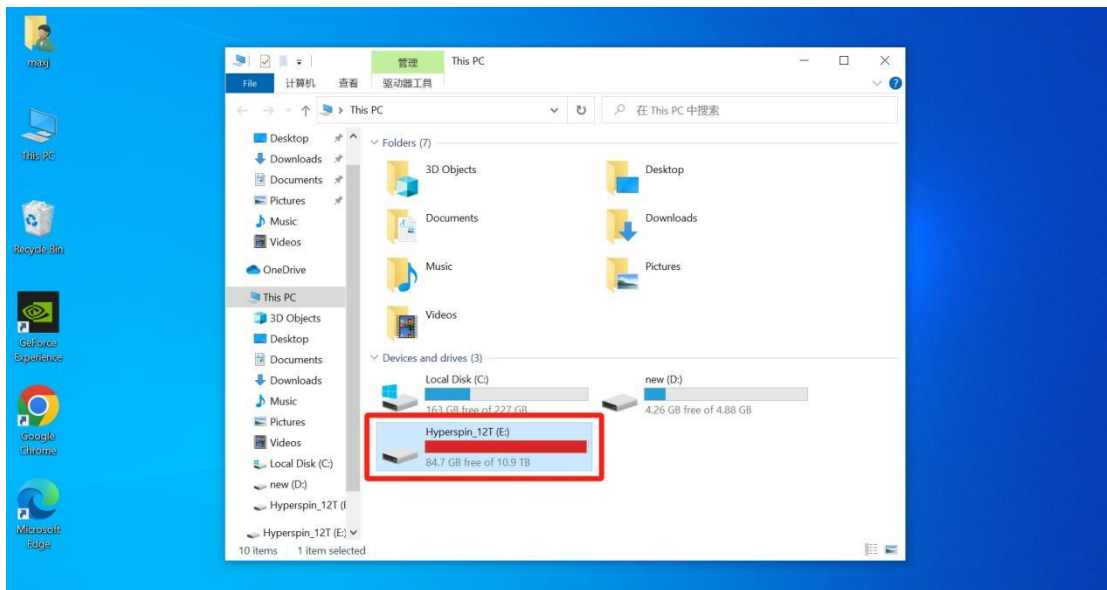 maxj
This PC
Recycle Bin
GeForce
Experience
Google
Chrome
Microsoft
Edge
管理
This PC
File
计算机
查看
驱动器工具
This PC
在 This PC 中搜索
Desktop
Downloads
Documents
Pictures
Music
Videos
OneDrive
This PC
3D Objects
Desktop
Documents
Downloads
Music
Pictures
Videos
Local Disk (C:)
new (D:)
Hyperspin_12T (E
Hyperspin_12T (E:)
Folders (7)
3D Objects
Desktop
Documents
Downloads
Music
Pictures
Videos
Devices and drives (3)
Local Disk (C:)
163 GB free of 227 GB
new (D:)
4.26 GB free of 4.88 GB
Hyperspin_12T (E:)
84.7 GB free of 10.9 TB
10 items
1 item selected